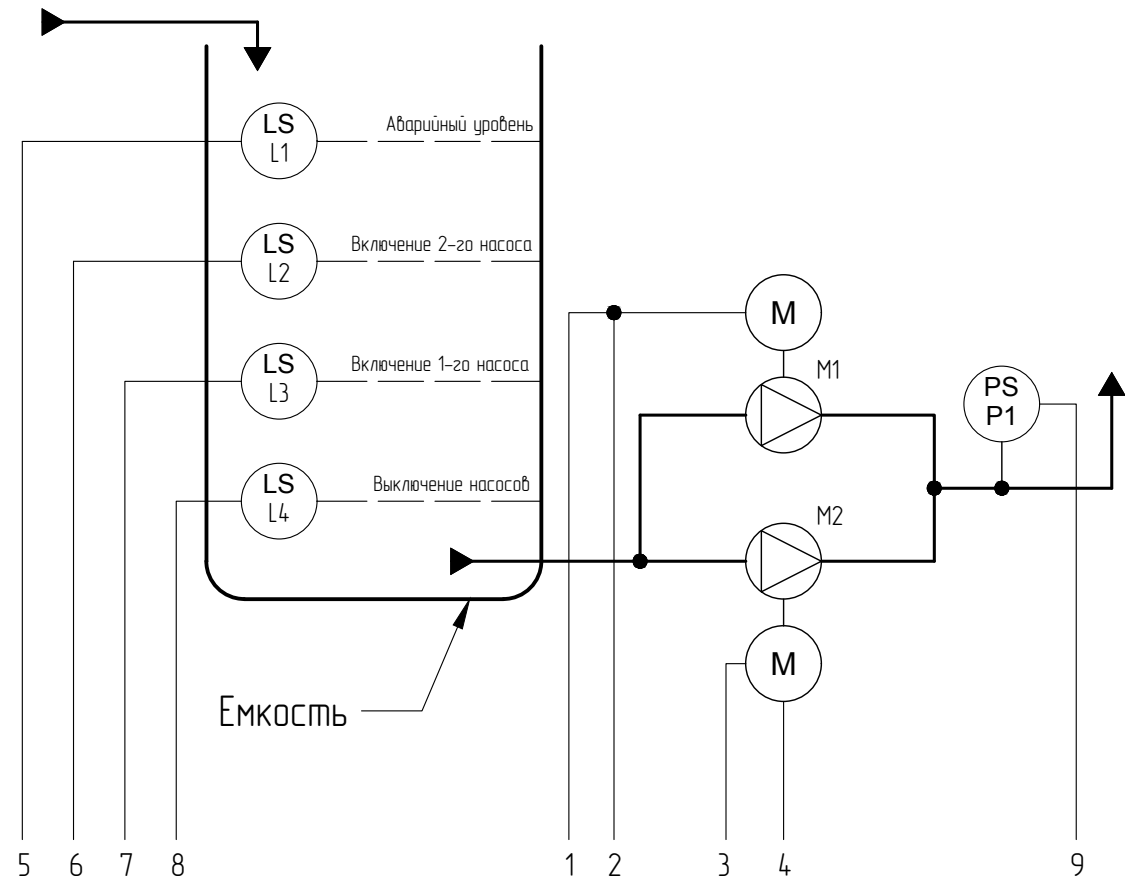 LS
L1
Аварийный уровень
LS
L2
Включение 2-го насоса
LS
L3
Включение 1-го насоса
LS
L4
Выключение насосов
M
M1
PS
P1
M2
M
Емкость
5 6 7 8 1 2 3 4 9